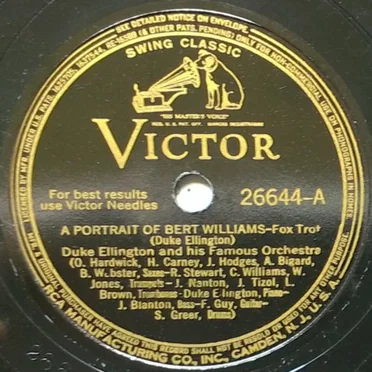 SEE DETAILED NOTICE ON ENVELOPE
SWING CLASSIC
"HIS MASTER'S VOICE"
VICTOR
For best results
use Victor Needles
26644-A
A PORTRAIT OF BERT WILLIAMS-Fox Trot
(Duke Ellington)
Duke Ellington and his Famous Orchestra
(O. Hardwick, H. Carney, J. Hodges, A. Bigard,
B. Webster, Saxes-R. Stewart, C. Williams, W.
Jones, Trumpets-J. Nanton, J. Tizol, L.
Brown, Trombones-Duke Ellington, Piano-
J. Blanton, Bass-F. Guy, Guitar-
S. Greer, Drums)
MANUFACTURING CO., INC., CAMDEN, N. J., U. S. A.